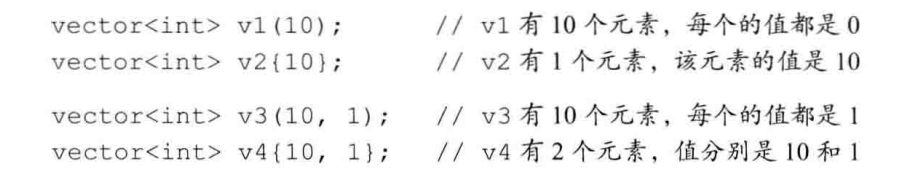 vector<int> v1(10);        // v1 有 10 个元素，每个的值都是 0
vector<int> v2{10};        // v2 有 1 个元素，该元素的值是 10
vector<int> v3(10, 1);   // v3 有 10 个元素，每个的值都是 1
vector<int> v4{10, 1};   // v4 有 2 个元素，值分别是 10 和 1